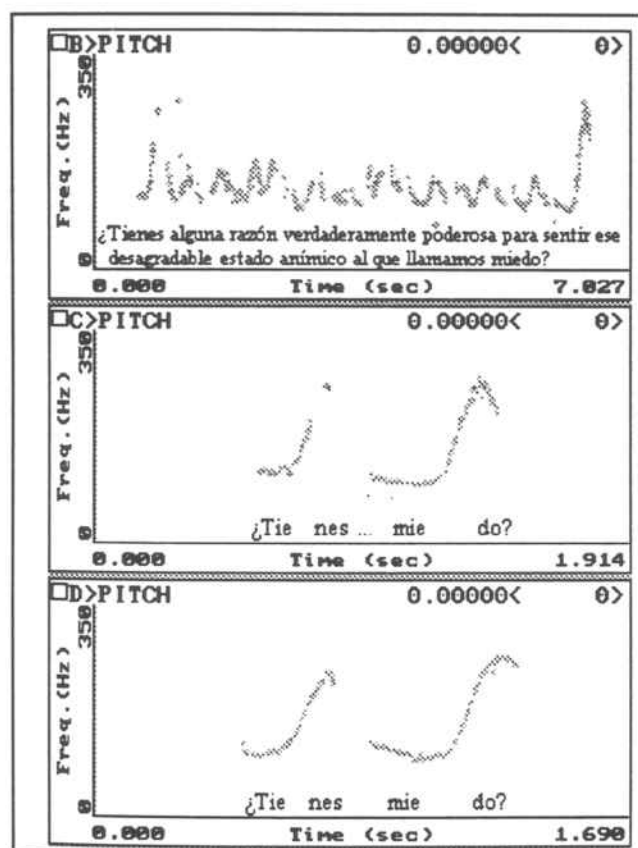 B>PITCH 0.00000< 0>
350
Freq.(Hz)
¿Tienes alguna razón verdaderamente poderosa para sentir ese
desagradable estado anímico al que llamamos miedo?
0
0.000 Time (sec) 7.027
C>PITCH 0.00000< 0>
350
Freq.(Hz)
¿Tie nes ... mie do?
0
0.000 Time (sec) 1.914
D>PITCH 0.00000< 0>
350
Freq.(Hz)
¿Tie nes mie do?
0
0.000 Time (sec) 1.690